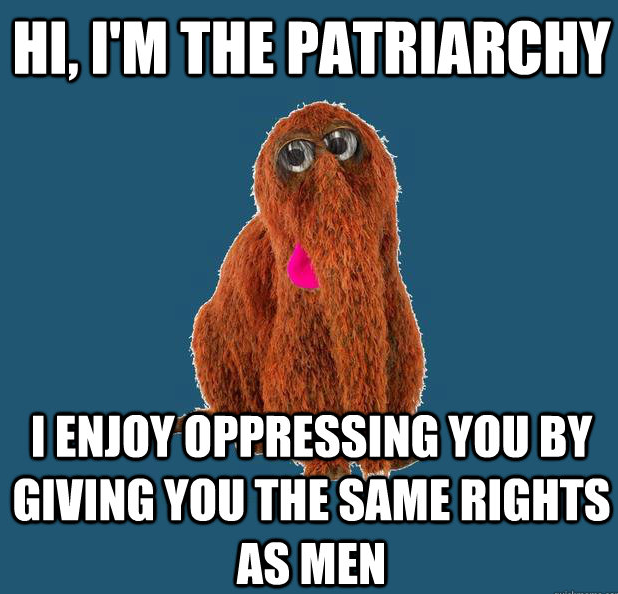 HI, I'M THE PATRIARCHY
I ENJOY OPPRESSING YOU BY
GIVING YOU THE SAME RIGHTS
AS MEN